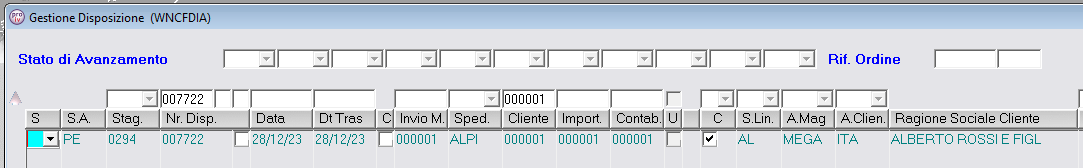 Gestione Disposizione (WNCFDIA)
Stato di Avanzamento Rif. Ordine
007722 000001
S S.A. Stag. Nr. Disp. Data Dt Tras C Invio M. Sped. Cliente Import. Contab. U C S.Lin. A.Mag A.Clien. Ragione Sociale Cliente
PE 0294 007722 28/12/23 28/12/23 000001 ALPI 000001 000001 000001 AL MEGA ITA ALBERTO ROSSI E FIGL